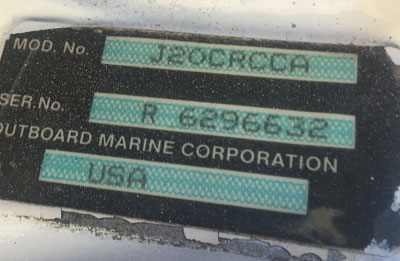 MOD. No. J20CRCCA
SER. No. R 6296632
OUTBOARD MARINE CORPORATION
USA